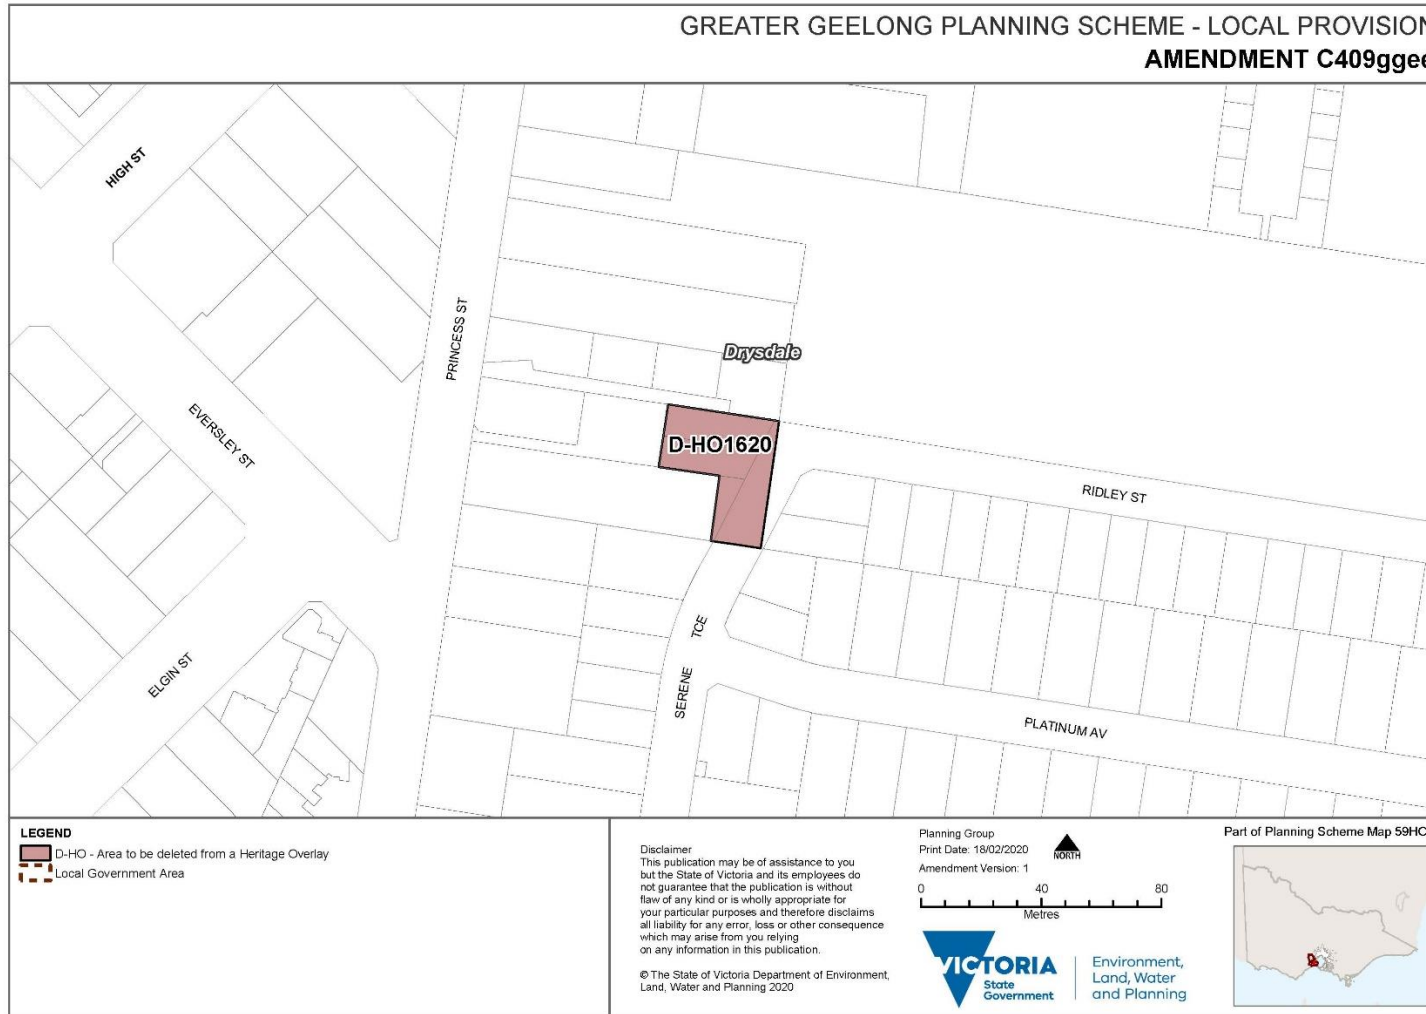 GREATER GEELONG PLANNING SCHEME - LOCAL PROVISION
AMENDMENT C409ggee
HIGH ST
PRINCESS ST
Drysdale
EVERSLEY ST
D-HO1620
RIDLEY ST
ELGIN ST
SERENE TCE
PLATINUM AV
LEGEND
D-HO - Area to be deleted from a Heritage Overlay
Local Government Area
Disclaimer
This publication may be of assistance to you
but the State of Victoria and its employees do
not guarantee that the publication is without
flaw of any kind or is wholly appropriate for
your particular purposes and therefore disclaims
all liability for any error, loss or other consequence
which may arise from you relying
on any information in this publication.
© The State of Victoria Department of Environment,
Land, Water and Planning 2020
Planning Group
Print Date: 18/02/2020
Amendment Version: 1
NORTH
0 40 80
Metres
VICTORIA
State
Government
Environment,
Land, Water
and Planning
Part of Planning Scheme Map 59HO